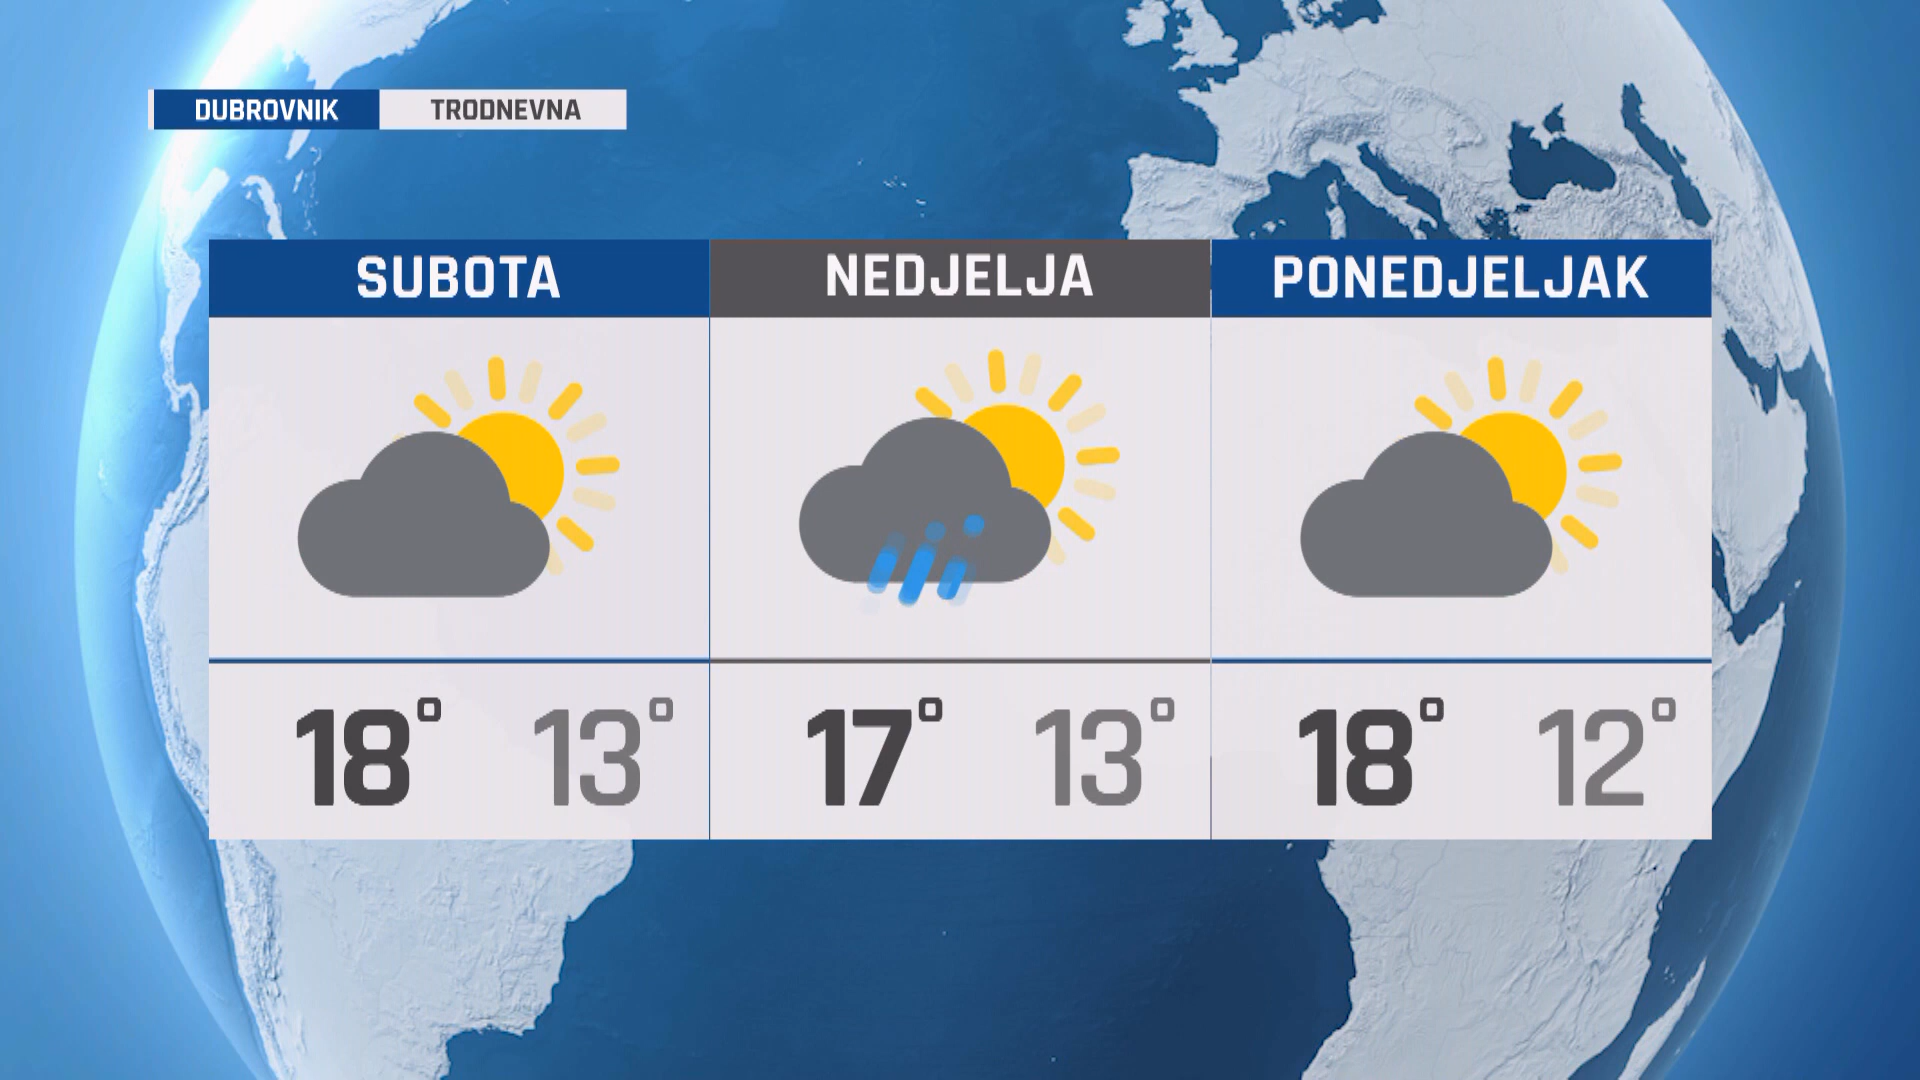 DUBROVNIK TRODNEVNA
SUBOTA NEDJELJA PONEDJELJAK
18° 13° 17° 13° 18° 12°